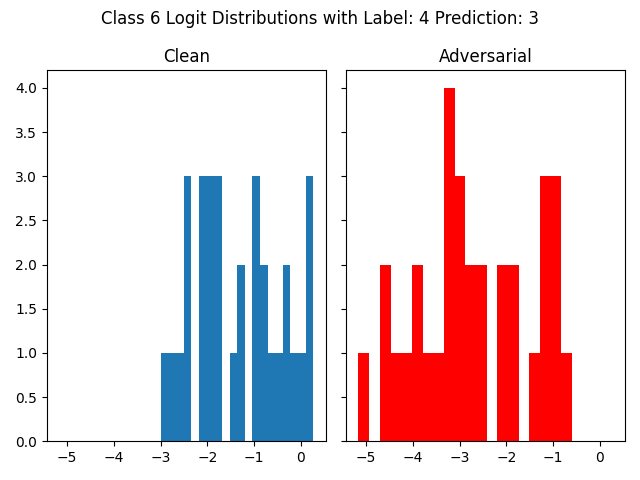 Class 6 Logit Distributions with Label: 4 Prediction: 3
Clean
Adversarial
4.0
3.5
3.0
2.5
2.0
1.5
1.0
0.5
0.0
−5 −4 −3 −2 −1 0
−5 −4 −3 −2 −1 0